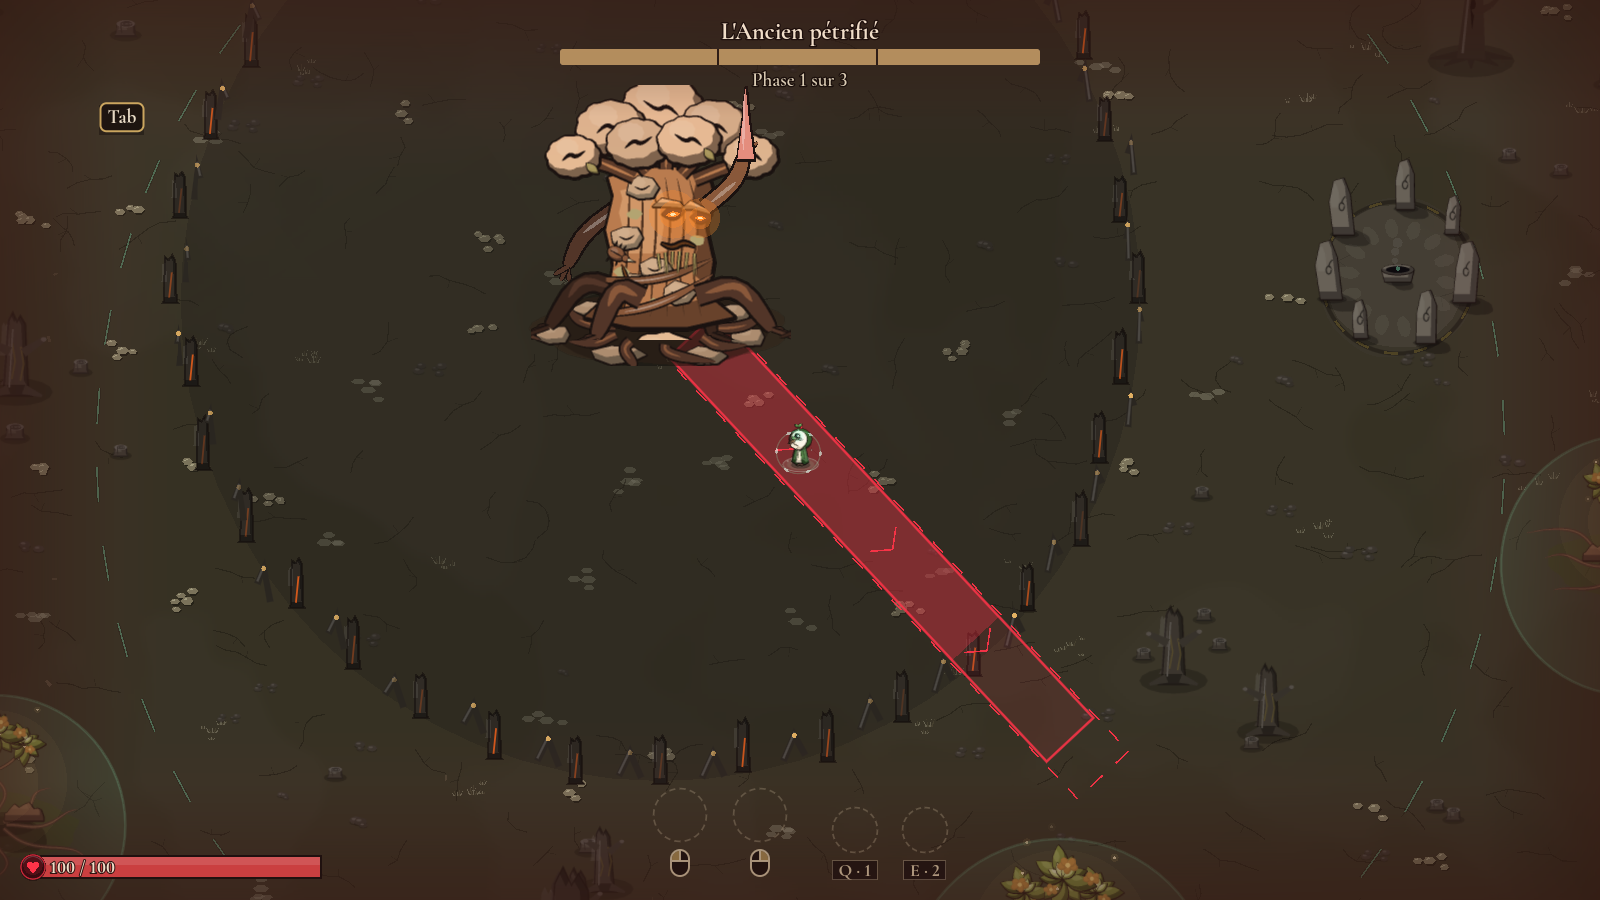 L'Ancien pétrifié
Phase 1 sur 3
Tab
100 / 100
Q · 1
E · 2